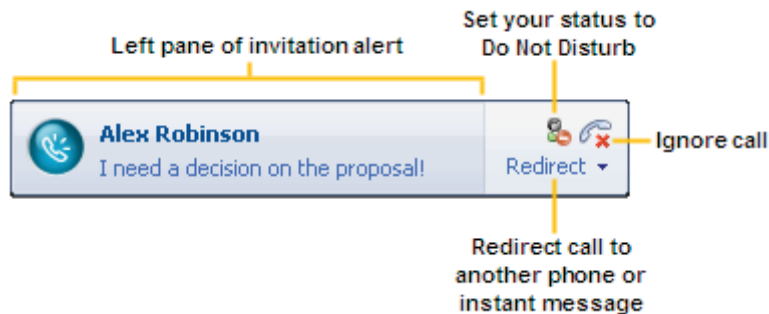 Set your status to
Do Not Disturb
Left pane of invitation alert
Alex Robinson
I need a decision on the proposal!
Redirect
Ignore call
Redirect call to
another phone or
instant message